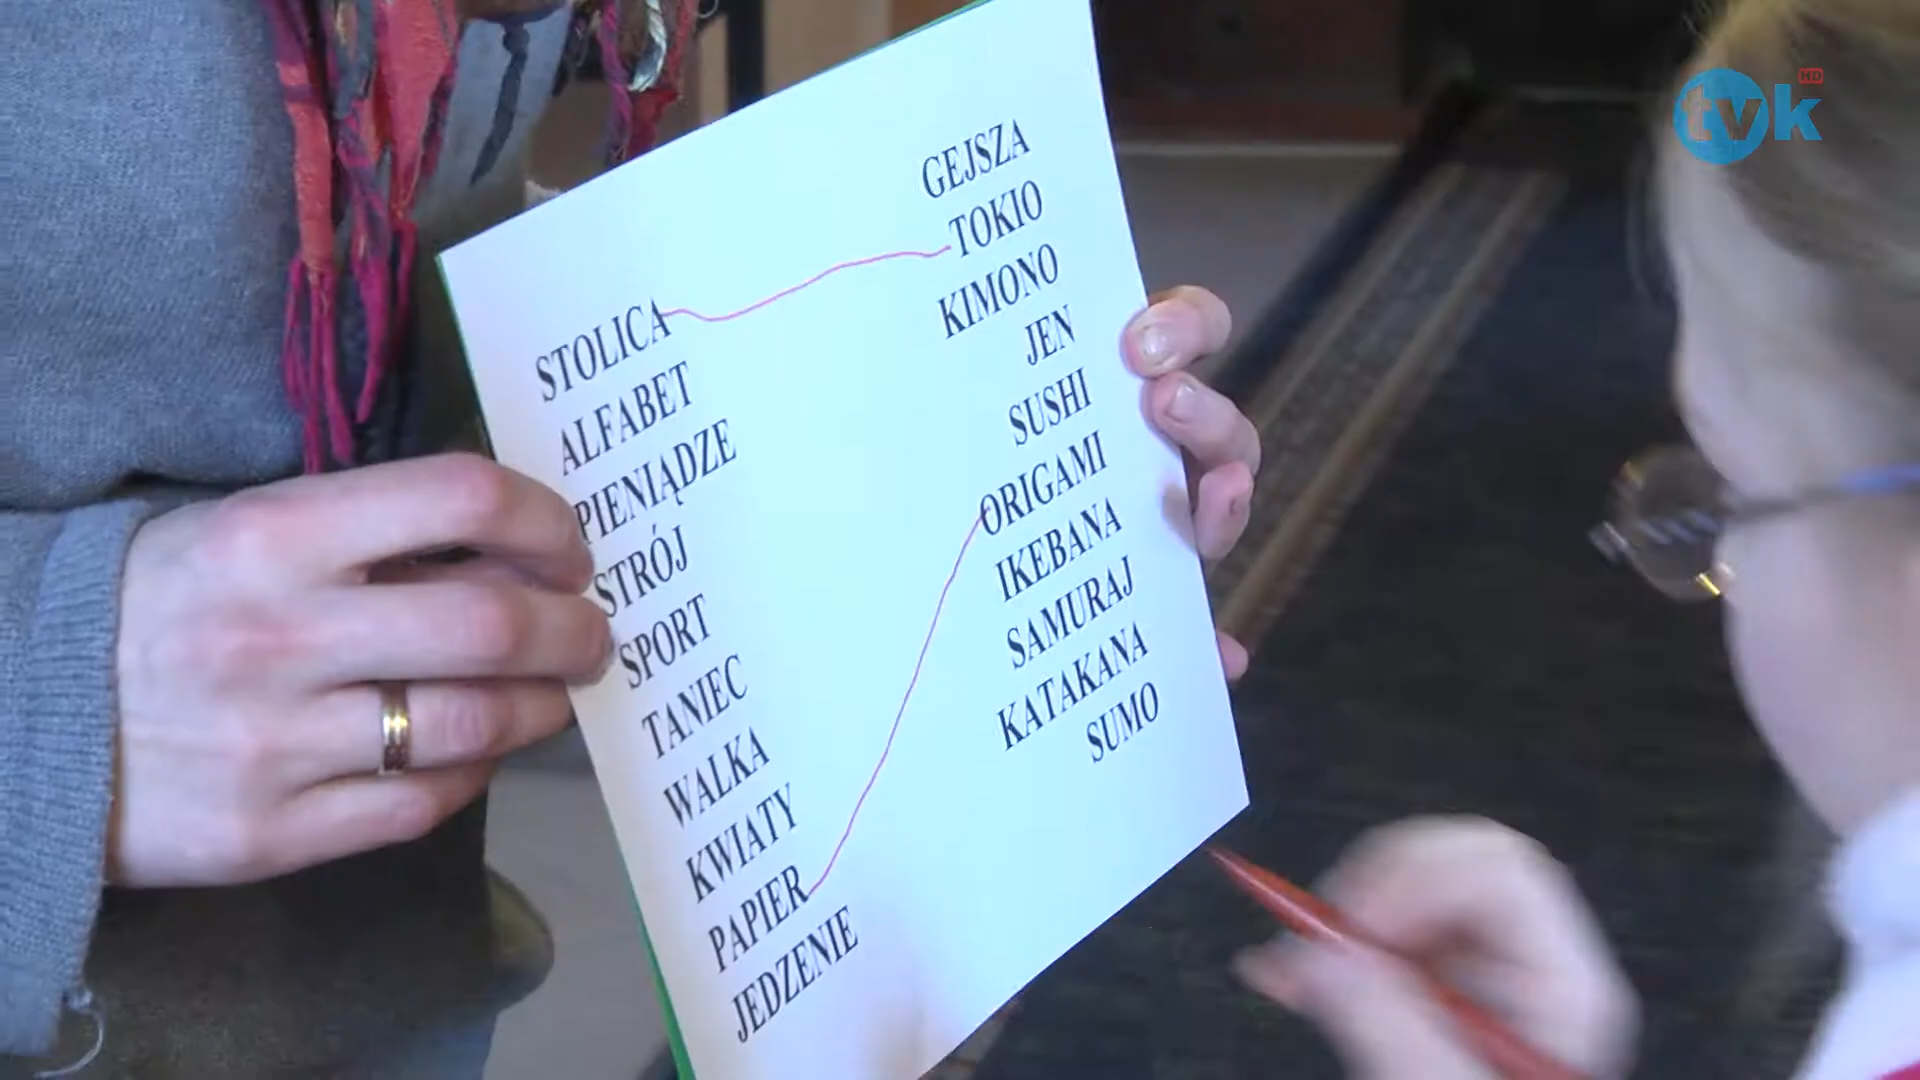 tvk HD
STOLICA
ALFABET
PIENIĄDZE
STRÓJ
SPORT
TANIEC
WALKA
KWIATY
PAPIER
JEDZENIE
GEJSZA
TOKIO
KIMONO
JEN
SUSHI
ORIGAMI
IKEBANA
SAMURAJ
KATAKANA
SUMO